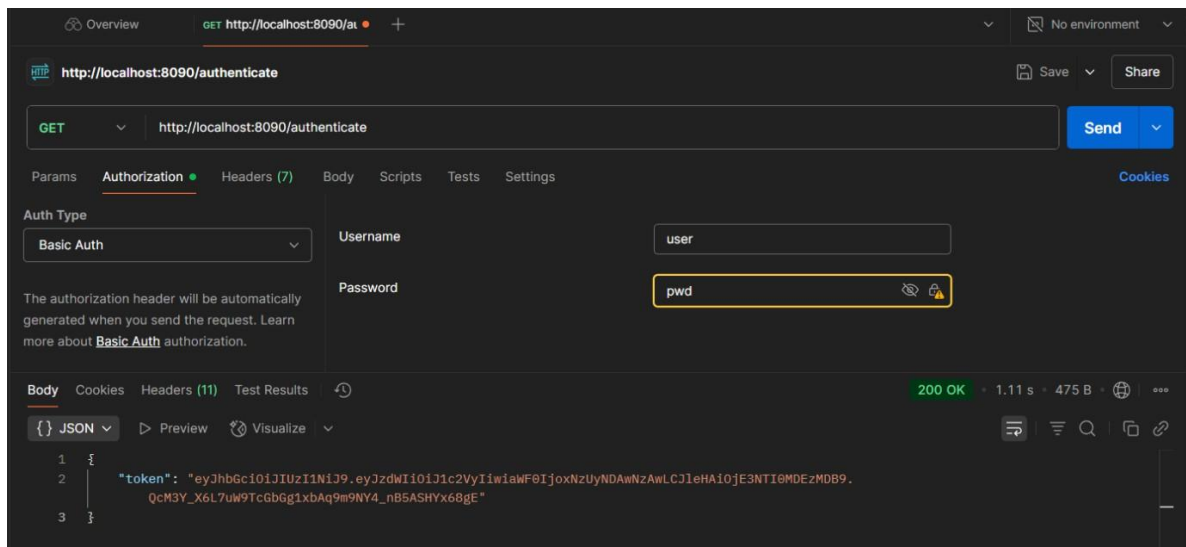 Overview GET http://localhost:8090/au No environment
HTTP http://localhost:8090/authenticate Save Share
GET http://localhost:8090/authenticate Send
Params Authorization Headers (7) Body Scripts Tests Settings Cookies
Auth Type
Basic Auth
Username user
Password pwd
The authorization header will be automatically
generated when you send the request. Learn
more about Basic Auth authorization.
Body Cookies Headers (11) Test Results 200 OK • 1.11 s • 475 B
{} JSON Preview Visualize
1 {
2 "token": "eyJhbGciOiJIUzI1NiJ9.eyJzdWIiOiJ1c2VyIiwiaWF0IjoxNzUyNDAwNzAwLCJleHAiOjE3NTI0MDEzMDB9.
QcM3Y_X6L7uW9TcGbGg1xbAq9m9NY4_nB5ASHYx68gE"
3 }